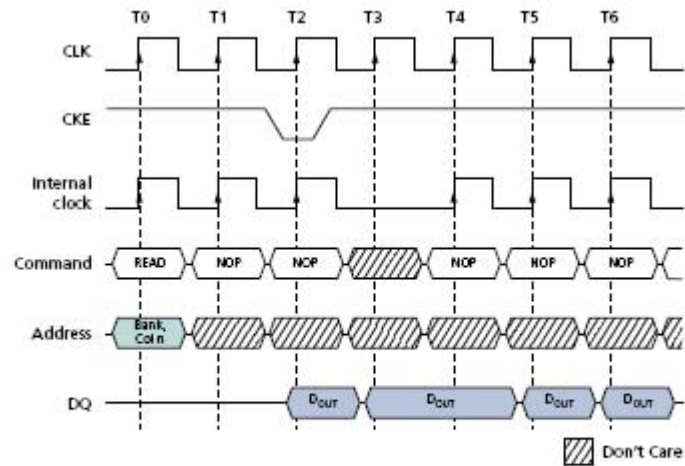 T0 T1 T2 T3 T4 T5 T6
CLK
CKE
Internal
clock
Command READ NOP NOP NOP NOP NOP
Address Bank,
Col n
DQ DOUT DOUT DOUT DOUT
Don't Care